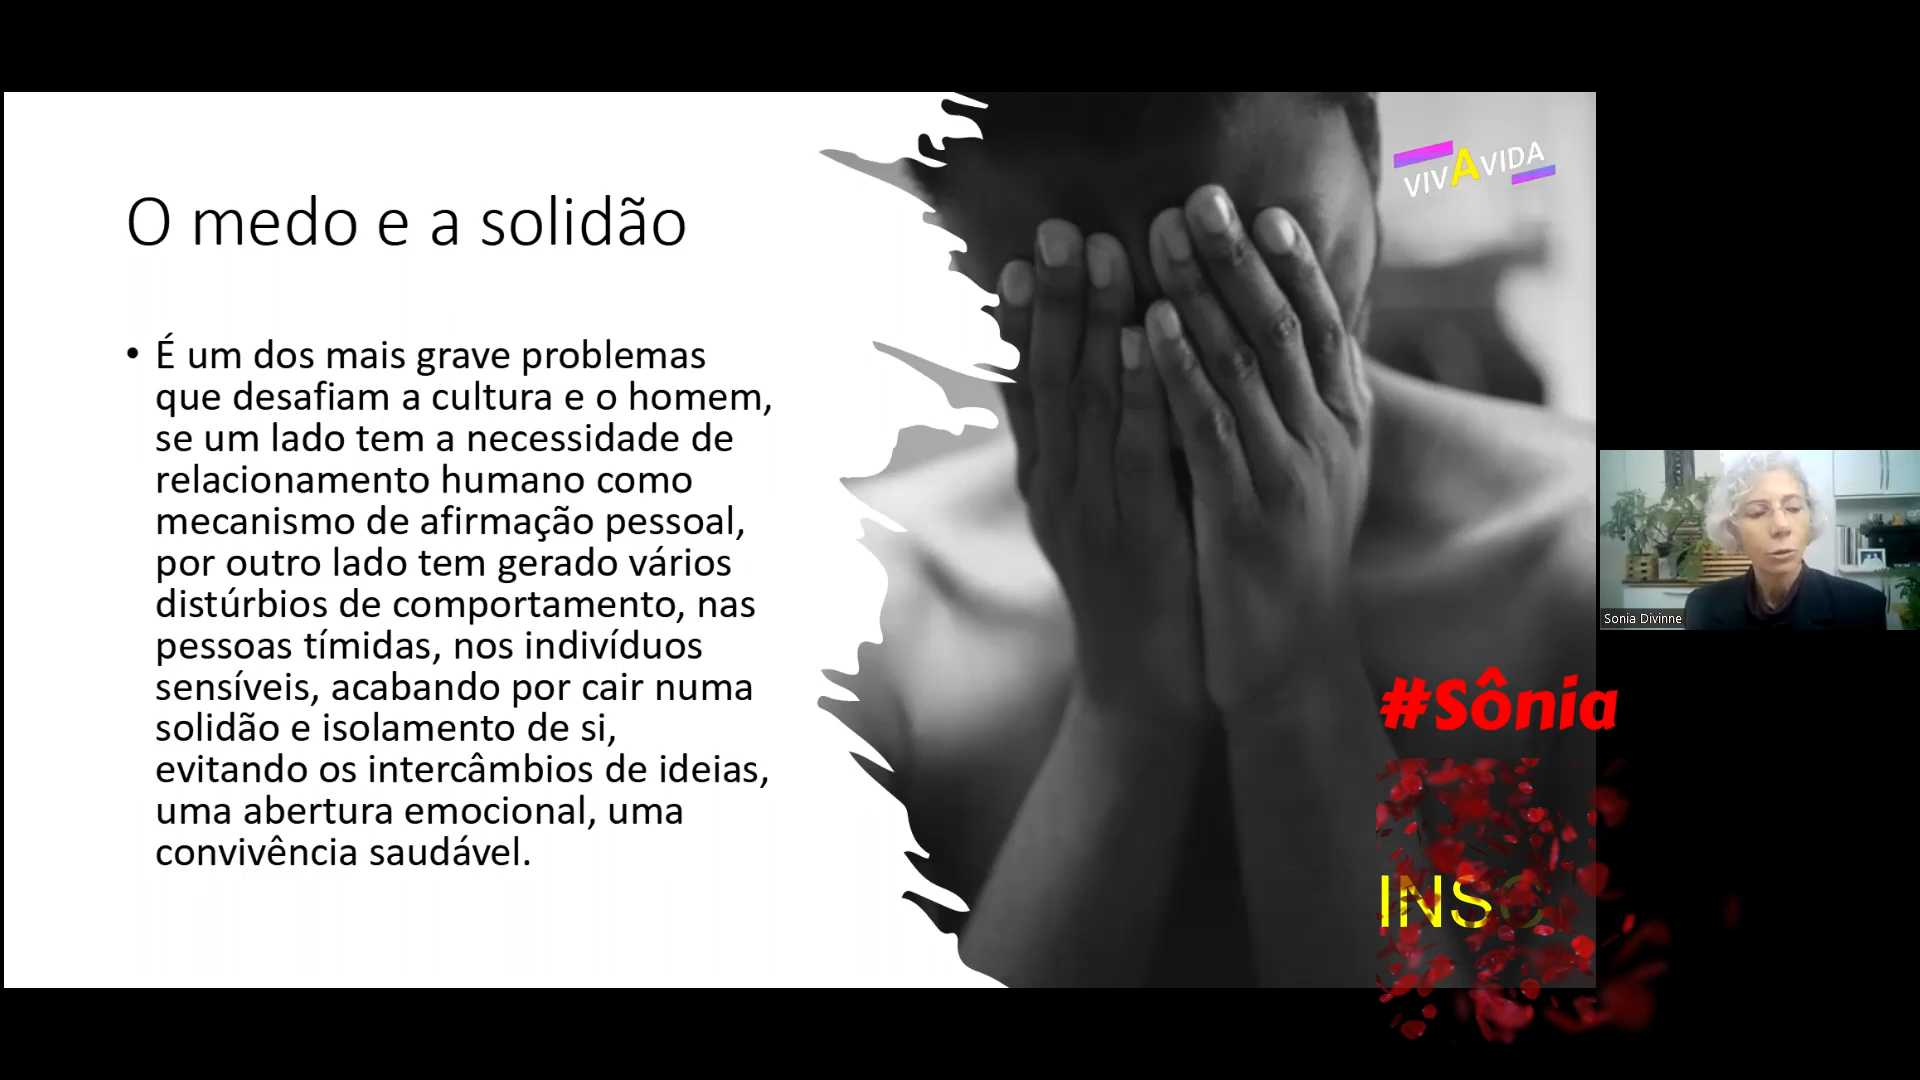 O medo e a solidão
• É um dos mais grave problemas
que desafiam a cultura e o homem,
se um lado tem a necessidade de
relacionamento humano como
mecanismo de afirmação pessoal,
por outro lado tem gerado vários
distúrbios de comportamento, nas
pessoas tímidas, nos indivíduos
sensíveis, acabando por cair numa
solidão e isolamento de si,
evitando os intercâmbios de ideias,
uma abertura emocional, uma
convivência saudável.
VIVAVIDA
Sonia Divinne
#Sônia
INSC